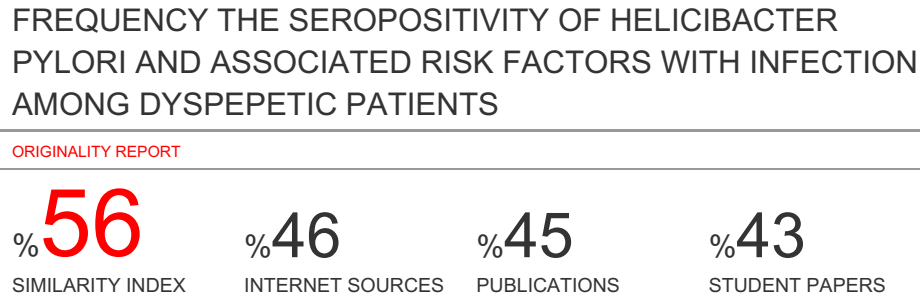 FREQUENCY THE SEROPOSITIVITY OF HELICIBACTER
PYLORI AND ASSOCIATED RISK FACTORS WITH INFECTION
AMONG DYSPEPETIC PATIENTS
ORIGINALITY REPORT
%56 %46 %45 %43
SIMILARITY INDEX INTERNET SOURCES PUBLICATIONS STUDENT PAPERS